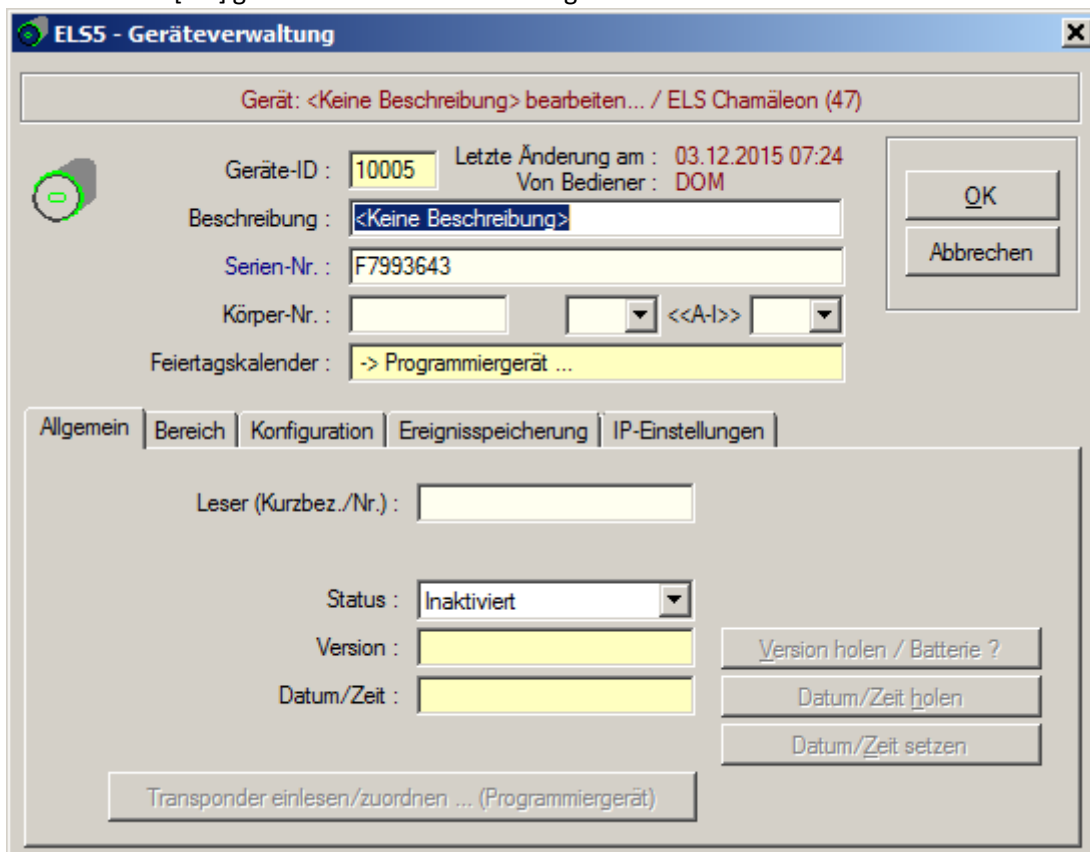 ELS5 - Geräteverwaltung
Gerät: <Keine Beschreibung> bearbeiten... / ELS Chamäleon (47)
Geräte-ID : 10005 Letzte Änderung am : 03.12.2015 07:24
Von Bediener : DOM
OK
Beschreibung : <Keine Beschreibung>
Abbrechen
Serien-Nr. : F7993643
Körper-Nr. : <<A-I>>
Feiertagskalender : -> Programmiergerät ...
Allgemein Bereich Konfiguration Ereignisspeicherung IP-Einstellungen
Leser (Kurzbez./Nr.) :
Status : Inaktiviert
Version : Version holen / Batterie ?
Datum/Zeit : Datum/Zeit holen
Datum/Zeit setzen
Transponder einlesen/zuordnen ... (Programmiergerät)